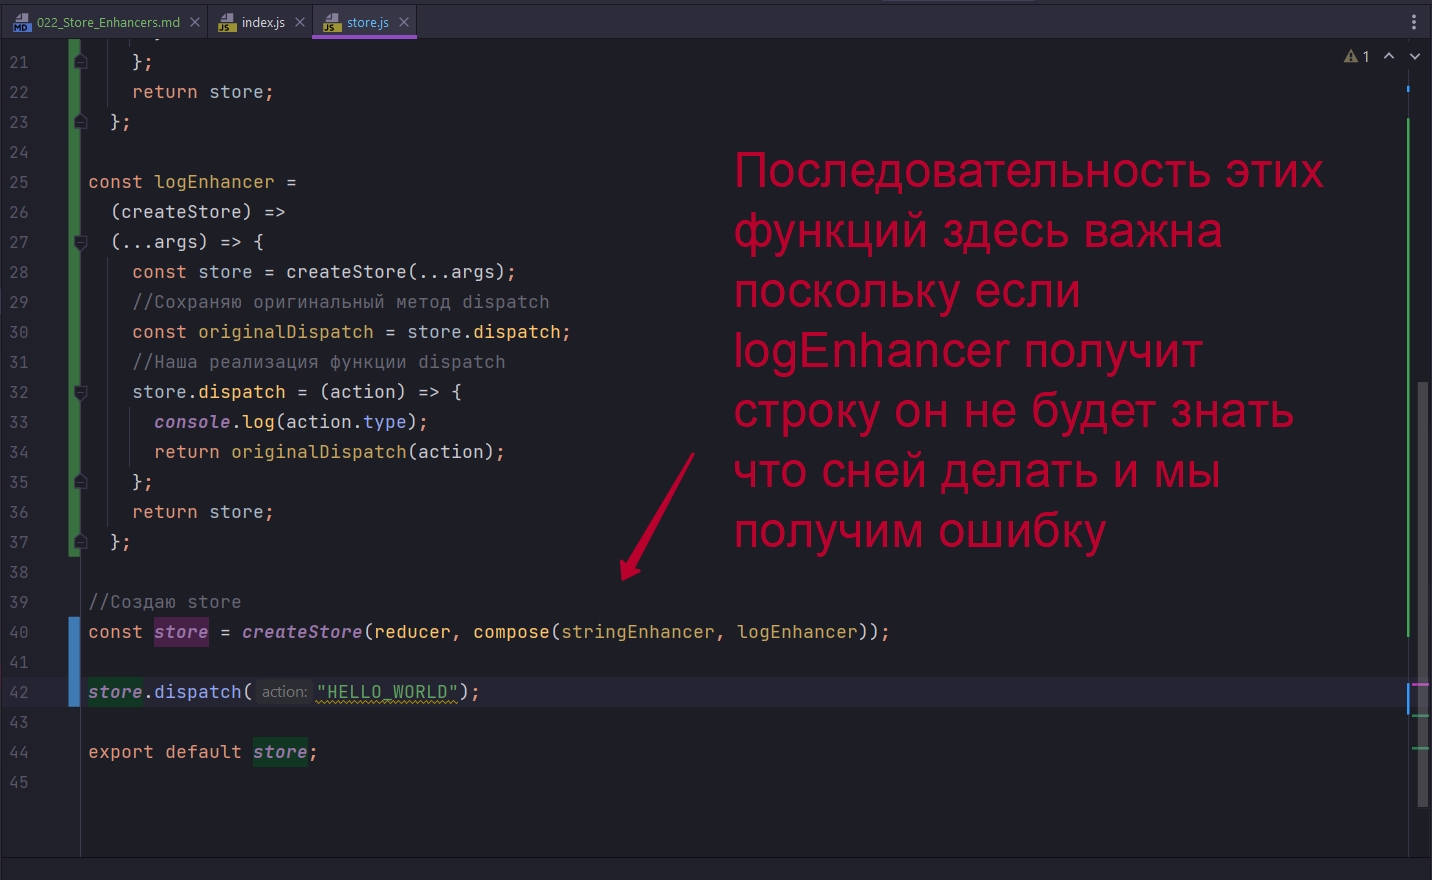 022_Store_Enhancers.md
index.js
store.js
1
21 };
22 return store;
23 };
24
25 const logEnhancer =
26 (createStore) =>
27 (...args) => {
28 const store = createStore(...args);
29 //Сохраняю оригинальный метод dispatch
30 const originalDispatch = store.dispatch;
31 //Наша реализация функции dispatch
32 store.dispatch = (action) => {
33 console.log(action.type);
34 return originalDispatch(action);
35 };
36 return store;
37 };
38
39 //Создаю store
40 const store = createStore(reducer, compose(stringEnhancer, logEnhancer));
41
42 store.dispatch( action: "HELLO_WORLD");
43
44 export default store;
45
Последовательность этих
функций здесь важна
поскольку если
logEnhancer получит
строку он не будет знать
что сней делать и мы
получим ошибку